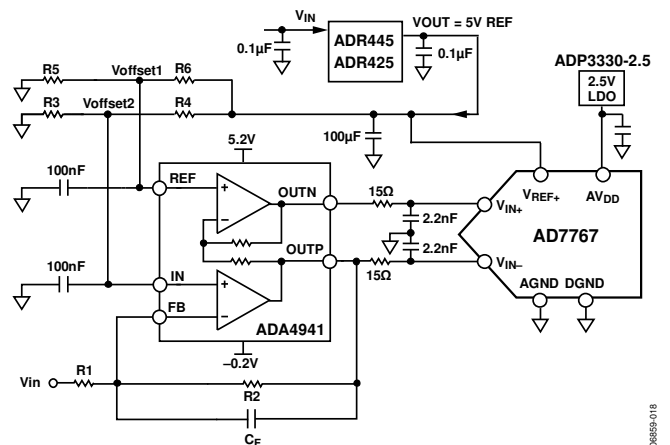 VIN
VOUT = 5V REF
0.1µF
ADR445
ADR425
0.1µF
ADP3330-2.5
2.5V
LDO
R5
Voffset1
R6
R3
Voffset2
R4
100µF
5.2V
100nF
REF
OUTN
15Ω
VREF+
AVDD
VIN+
2.2nF
2.2nF
AD7767
OUTP
15Ω
VIN–
100nF
IN
FB
ADA4941
AGND
DGND
–0.2V
Vin
R1
R2
CF
06859-018